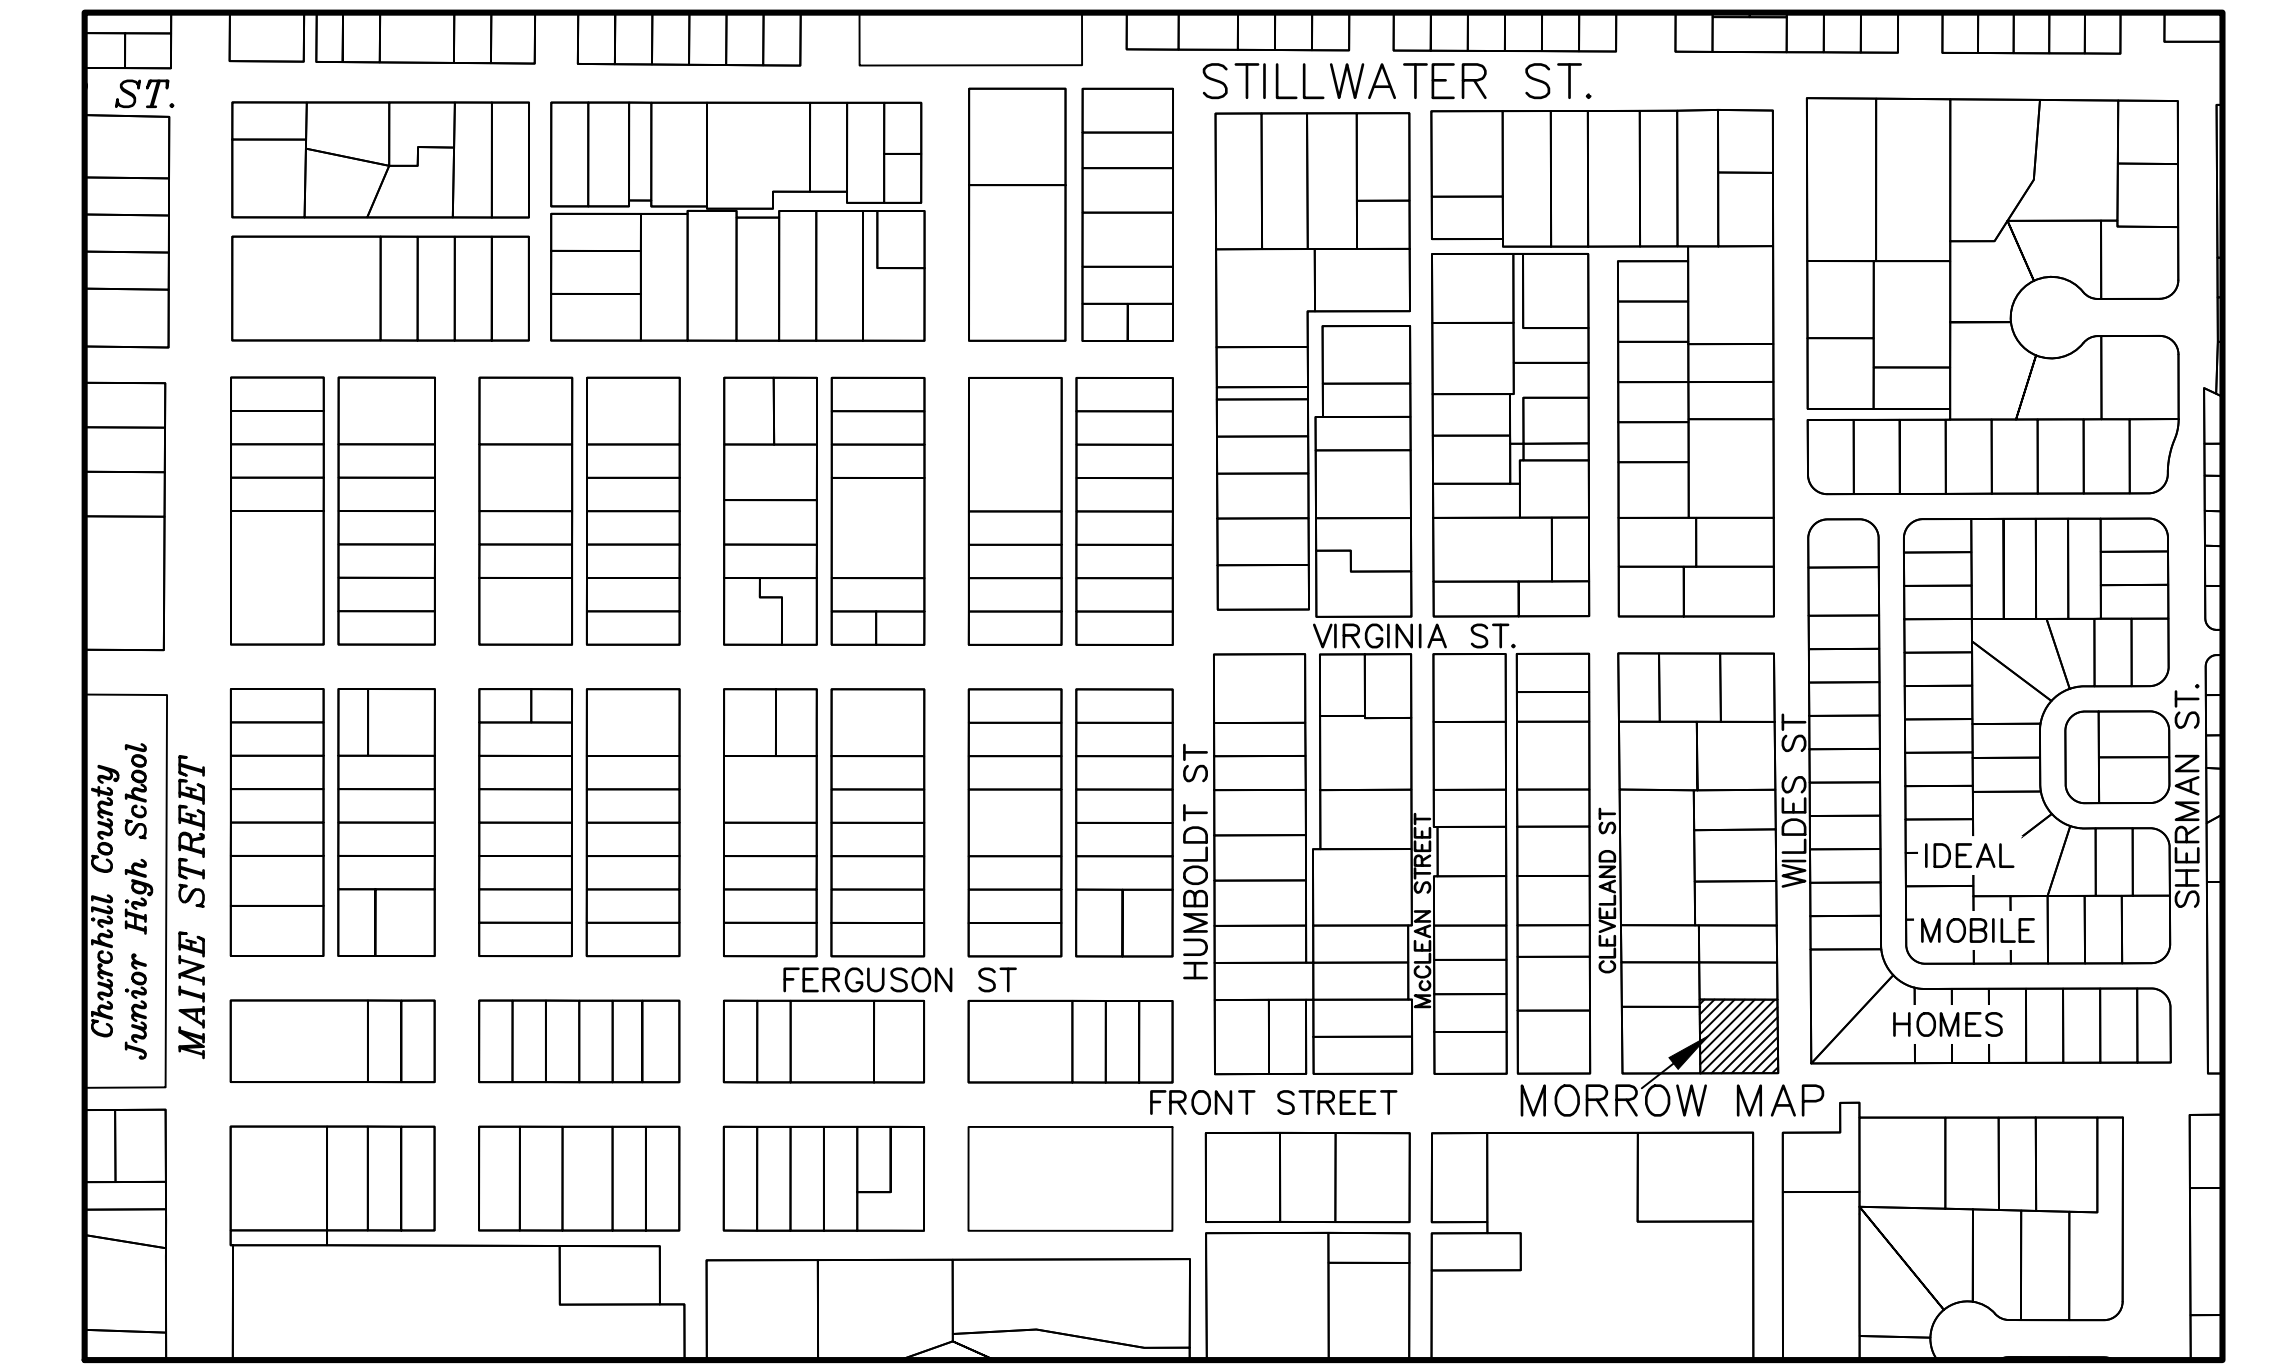 STILLWATER ST.
ST.
VIRGINIA ST.
Churchill County
Junior High School
MAINE STREET
HUMBOLDT ST
McCLEAN STREET
CLEVELAND ST
WILDES ST
SHERMAN ST.
IDEAL
MOBILE
HOMES
FERGUSON ST
FRONT STREET
MORROW MAP